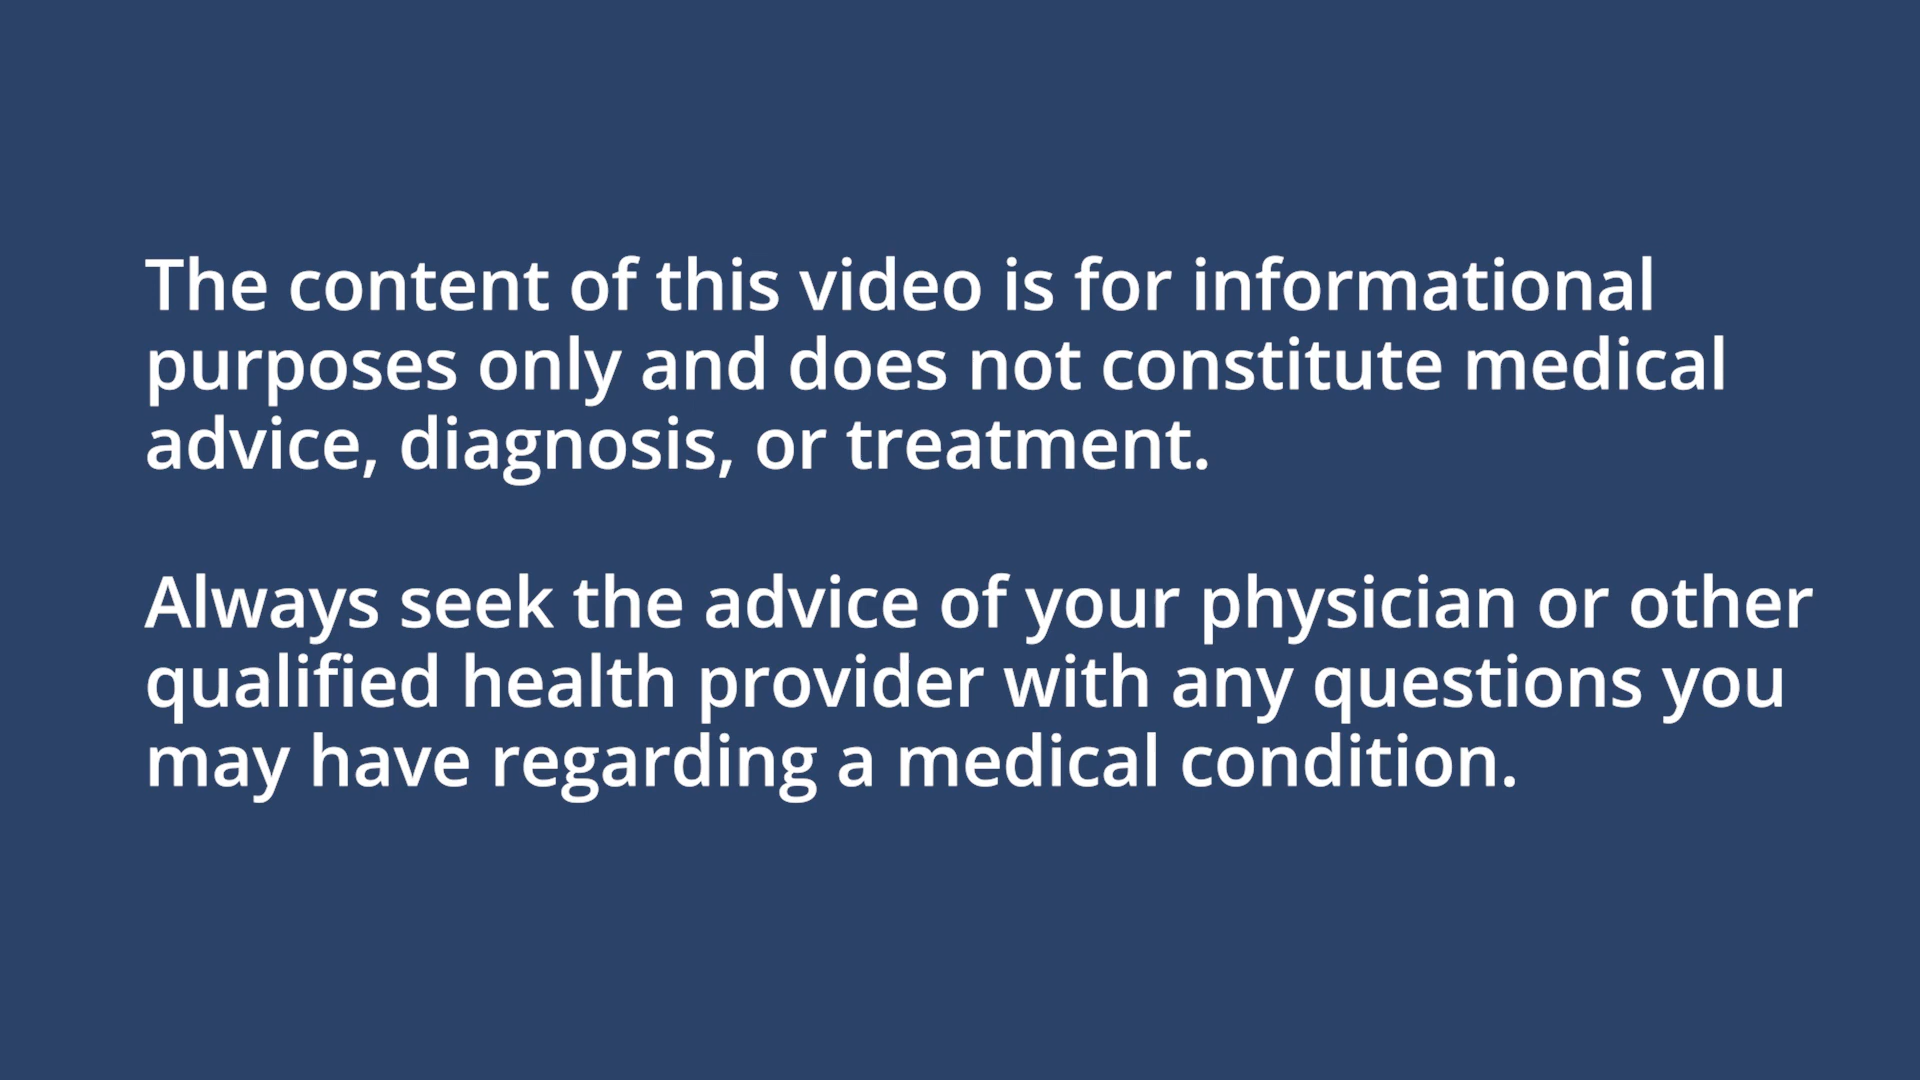 The content of this video is for informational
purposes only and does not constitute medical
advice, diagnosis, or treatment.
Always seek the advice of your physician or other
qualified health provider with any questions you
may have regarding a medical condition.